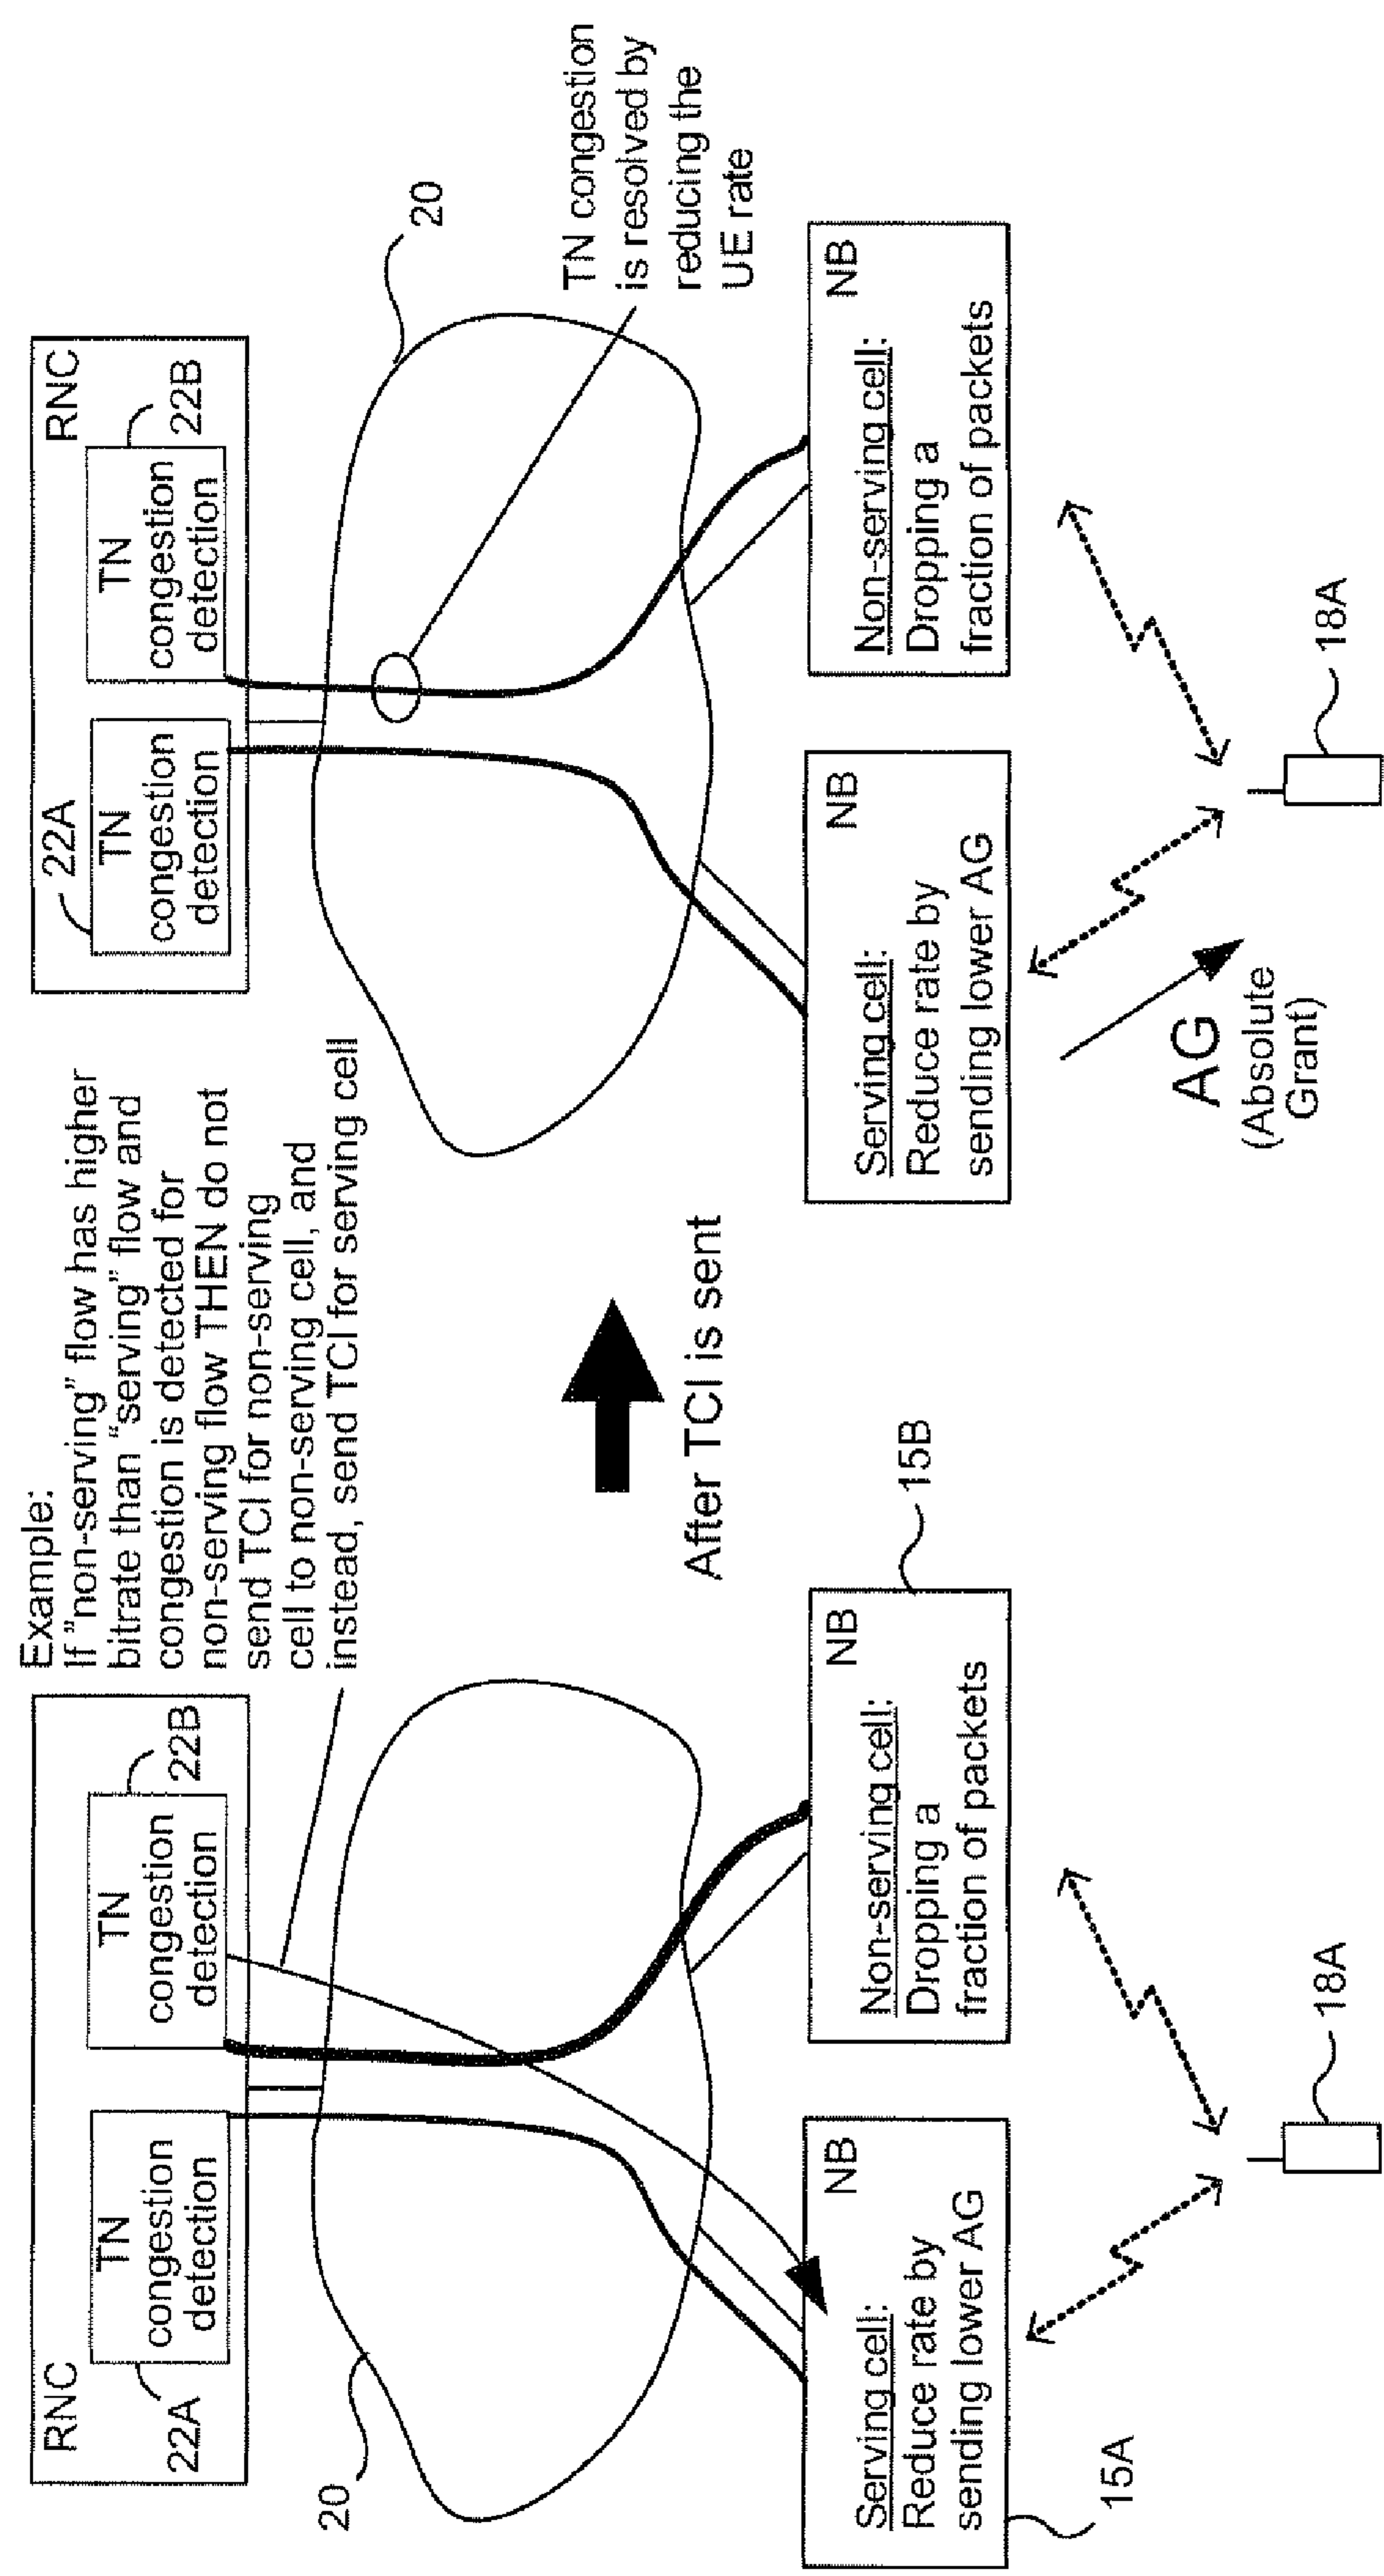 RNC
22A
TN
congestion
detection
TN
congestion
detection
22B
20
Example:
If "non-serving" flow has higher
bitrate than "serving" flow and
congestion is detected for
non-serving flow THEN do not
send TCI for non-serving
cell to non-serving cell, and
instead, send TCI for serving cell
NB
Serving cell:
Reduce rate by
sending lower AG
15A
NB
Non-serving cell:
Dropping a
fraction of packets
15B
18A
After TCI is sent
RNC
22A
TN
congestion
detection
TN
congestion
detection
22B
20
TN congestion
is resolved by
reducing the
UE rate
NB
Serving cell:
Reduce rate by
sending lower AG
NB
Non-serving cell:
Dropping a
fraction of packets
AG
(Absolute
Grant)
18A